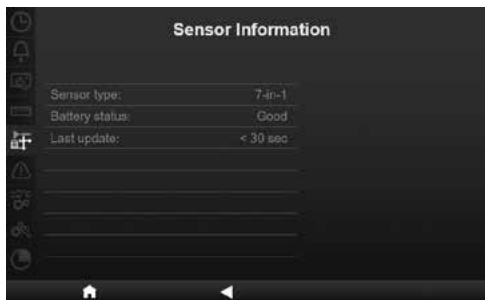 Sensor Information
Sensor type: 7-in-1
Battery status: Good
Last update: < 30 sec